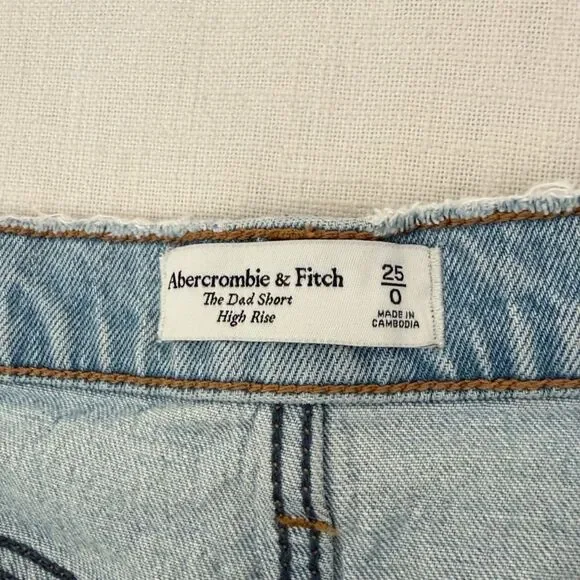 Abercrombie & Fitch
The Dad Short
High Rise
25
0
MADE IN
CAMBODIA